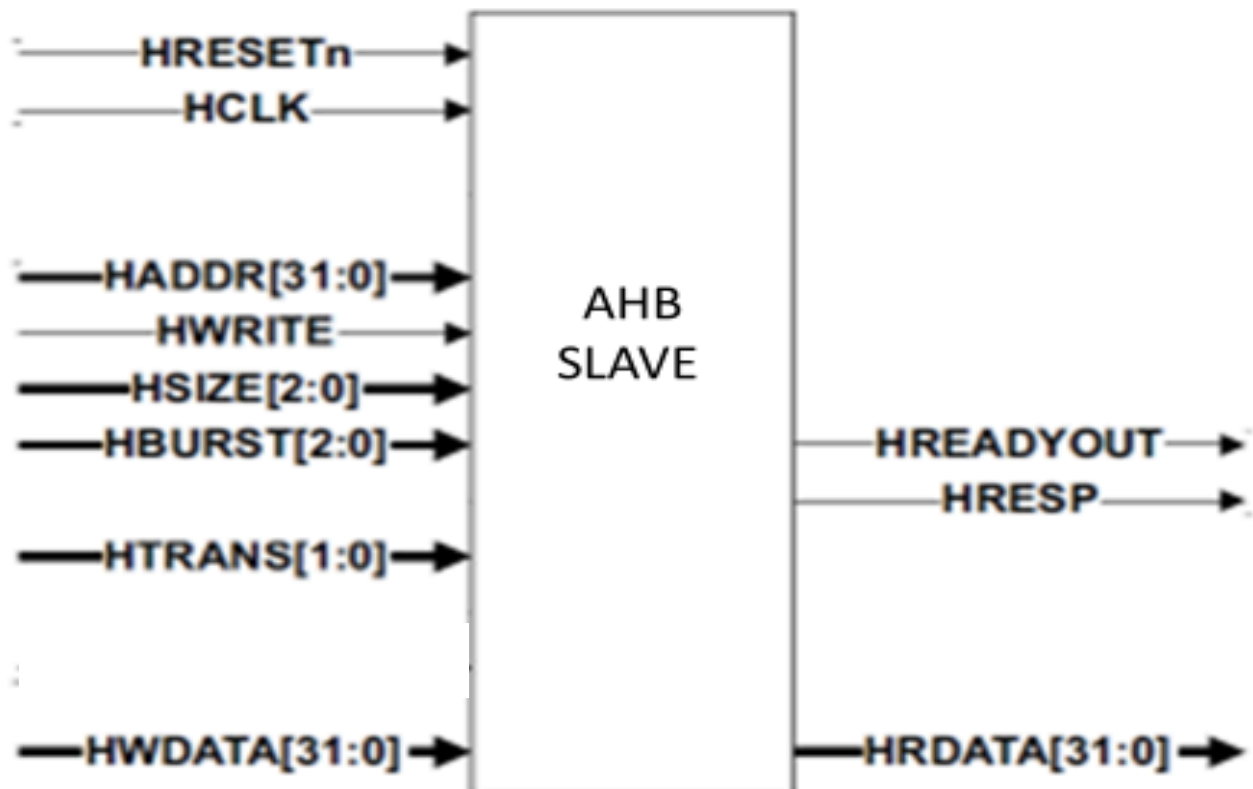 HRESETn
HCLK
HADDR[31:0]
HWRITE
HSIZE[2:0]
HBURST[2:0]
HTRANS[1:0]
HWDATA[31:0]
AHB
SLAVE
HREADYOUT
HRESP
HRDATA[31:0]